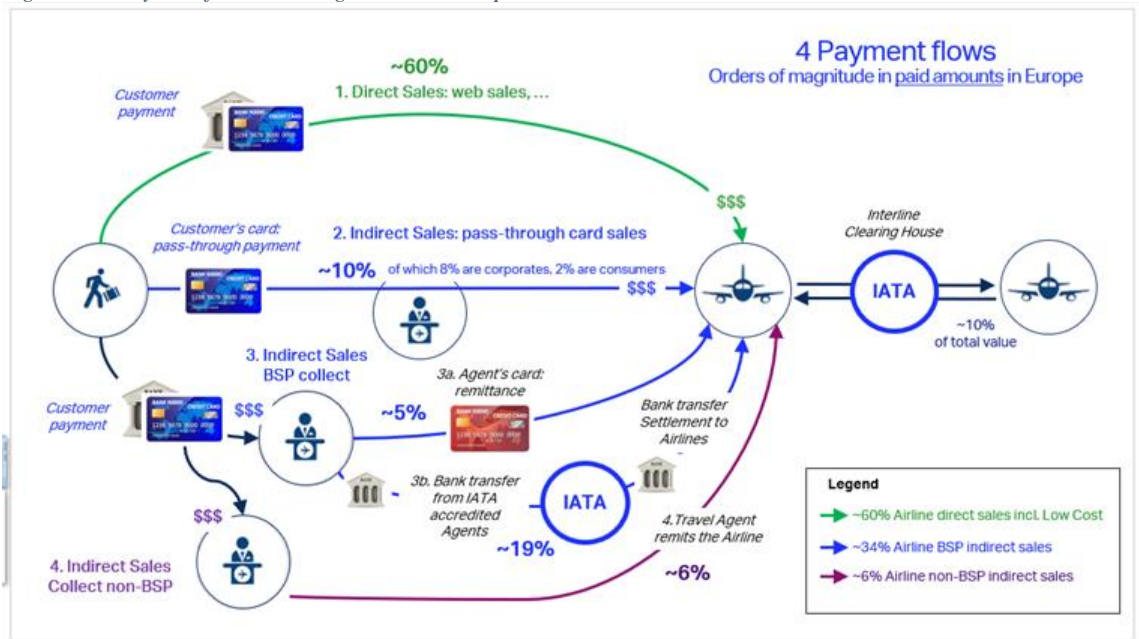 4 Payment flows
Orders of magnitude in paid amounts in Europe
~60%
1. Direct Sales: web sales, ...
Customer
payment
$$$
Customer's card:
pass-through payment
2. Indirect Sales: pass-through card sales
~10% of which 8% are corporates, 2% are consumers
$$$
Interline
Clearing House
IATA
~10%
of total value
3. Indirect Sales
BSP collect
3a. Agent's card:
remittance
~5%
Customer
payment
$$$
Bank transfer
Settlement to
Airlines
3b. Bank transfer
from IATA
accredited
Agents
IATA
~19%
$$$
4. Indirect Sales
Collect non-BSP
4.Travel Agent
remits the Airline
~6%
Legend
~60% Airline direct sales incl. Low Cost
~34% Airline BSP indirect sales
~6% Airline non-BSP indirect sales